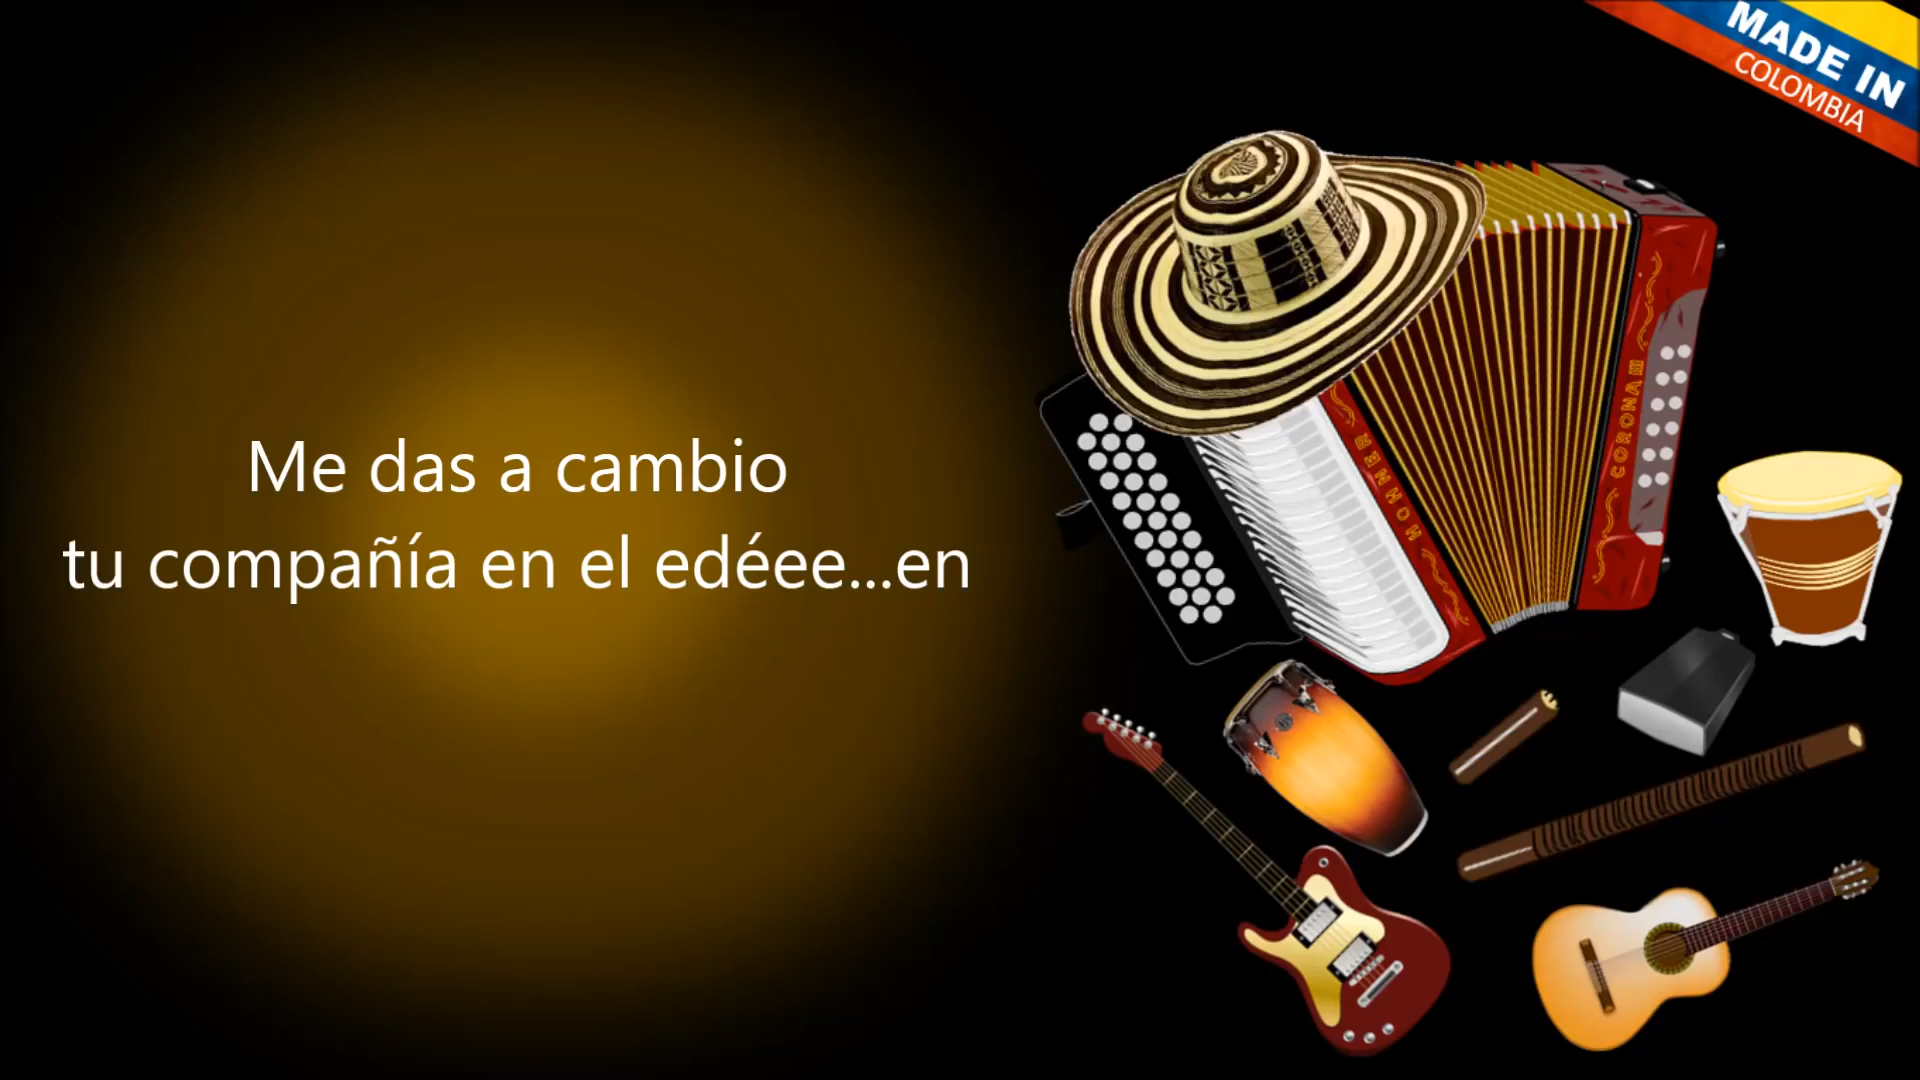 MADE IN
COLOMBIA
Me das a cambio
tu compañía en el edéee...en
HOHNER
CORONA III